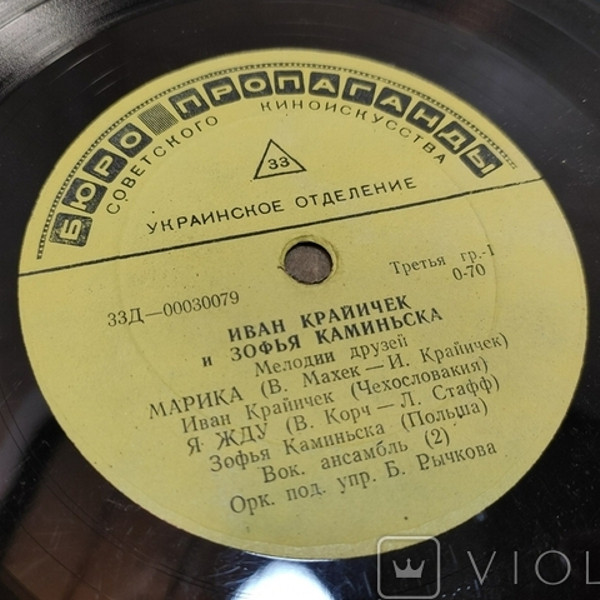 БЮРО ПРОПАГАНДЫ
СОВЕТСКОГО КИНОИСКУССТВА
33
УКРАИНСКОЕ ОТДЕЛЕНИЕ
Третья гр.-1
33Д—00030079
0-70
ИВАН КРАЙИЧЕК
и ЗОФЬЯ КАМИНЬСКА
Мелодии друзей
МАРИКА (В. Махек—И. Крайичек)
Иван Крайичек (Чехословакия)
Я ЖДУ (В. Корч—Л. Стафф)
Зофья Каминьска (Польша)
Вок. ансамбль (2)
Орк. под. упр. Б. Рычкова
VIOL